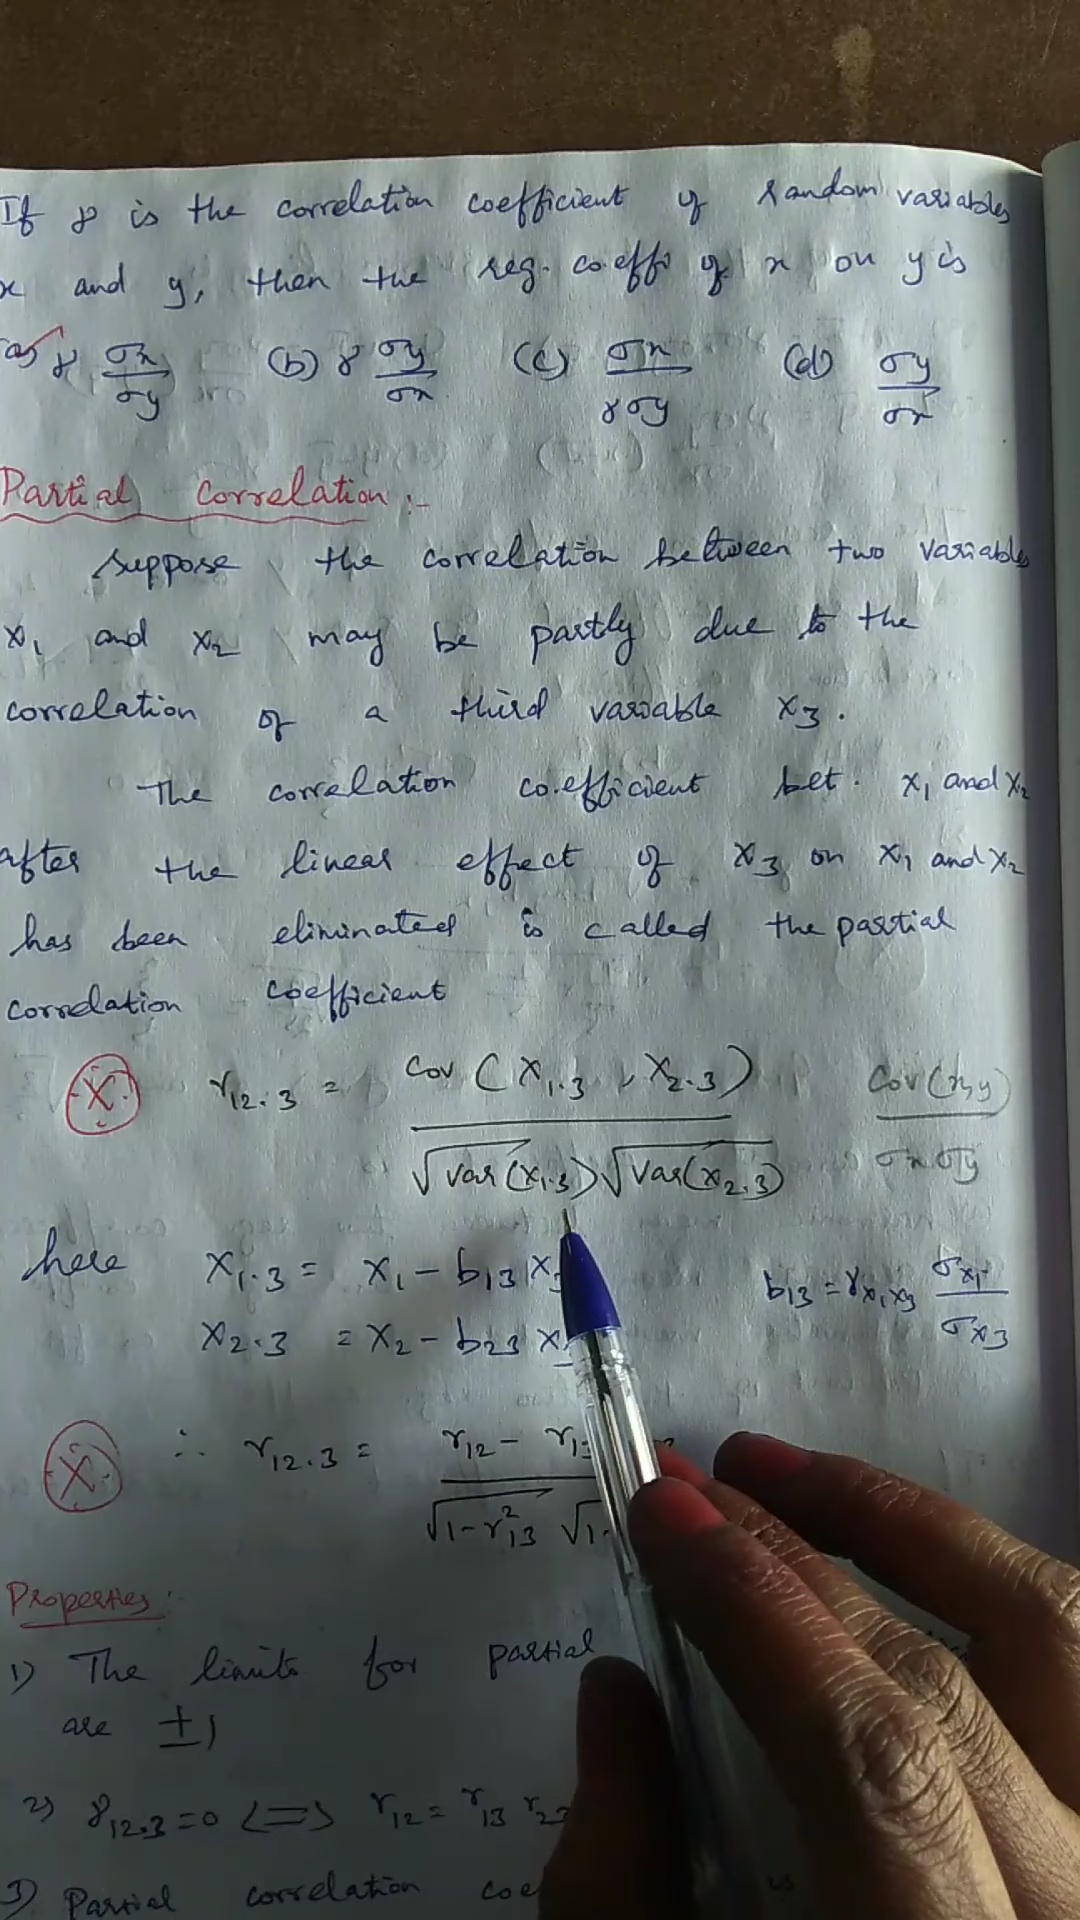 If r is the correlation coefficient of random variables
x and y, then the reg. co.effi of x on y is
(a) r σx/σy (b) r σy/σx (c) σx/rσy (d) σy/σx
Partial Correlation :-
Suppose the correlation between two variables
X₁ and X₂ may be partly due to the
correlation of a third variable X₃.
The correlation co.efficient bet. X₁ and X₂
after the linear effect of X₃ on X₁ and X₂
has been eliminated is called the partial
correlation coefficient
r₁₂.₃ = Cov (X₁.₃, X₂.₃) / √Var(X₁.₃) √Var(X₂.₃) Cov(x,y) / σx σy
here X₁.₃ = X₁ - b₁₃ X b₁₃ = r x₁x₃ σx₁/σx₃
X₂.₃ = X₂ - b₂₃ X
∴ r₁₂.₃ = r₁₂ - r₁ / √1-r²₁₃ √1-
Properties:
1) The limits for partial
are ±1
2) r₁₂.₃ = 0 <=> r₁₂ = r₁₃ r₂₃
3) Partial correlation coe